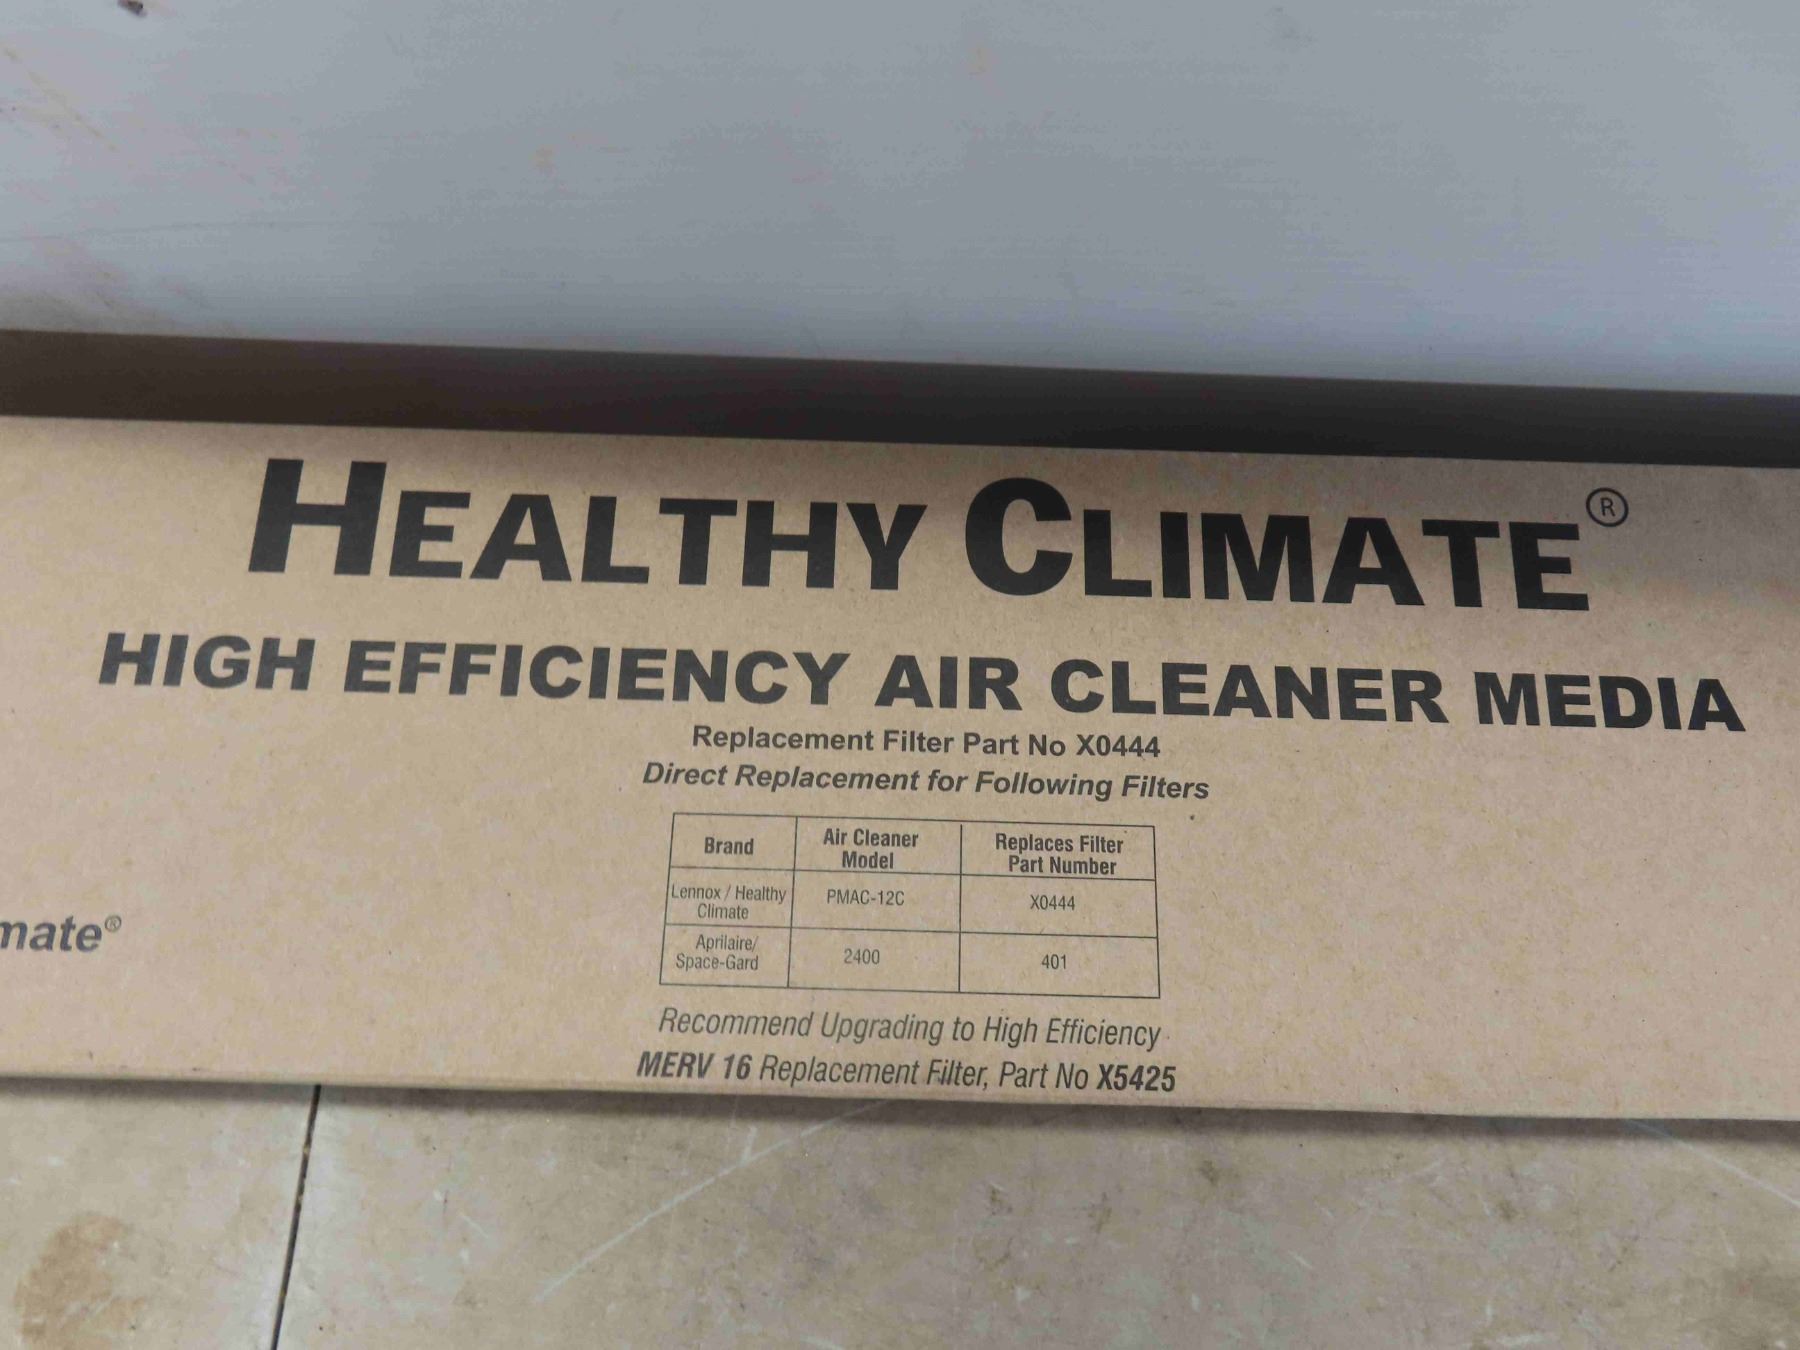 HEALTHY CLIMATE®
HIGH EFFICIENCY AIR CLEANER MEDIA
Replacement Filter Part No X0444
Direct Replacement for Following Filters
Brand
Air Cleaner
Model
Replaces Filter
Part Number
Lennox / Healthy
Climate
PMAC-12C
X0444
Aprilaire/
Space-Gard
2400
401
mate®
Recommend Upgrading to High Efficiency
MERV 16 Replacement Filter, Part No X5425